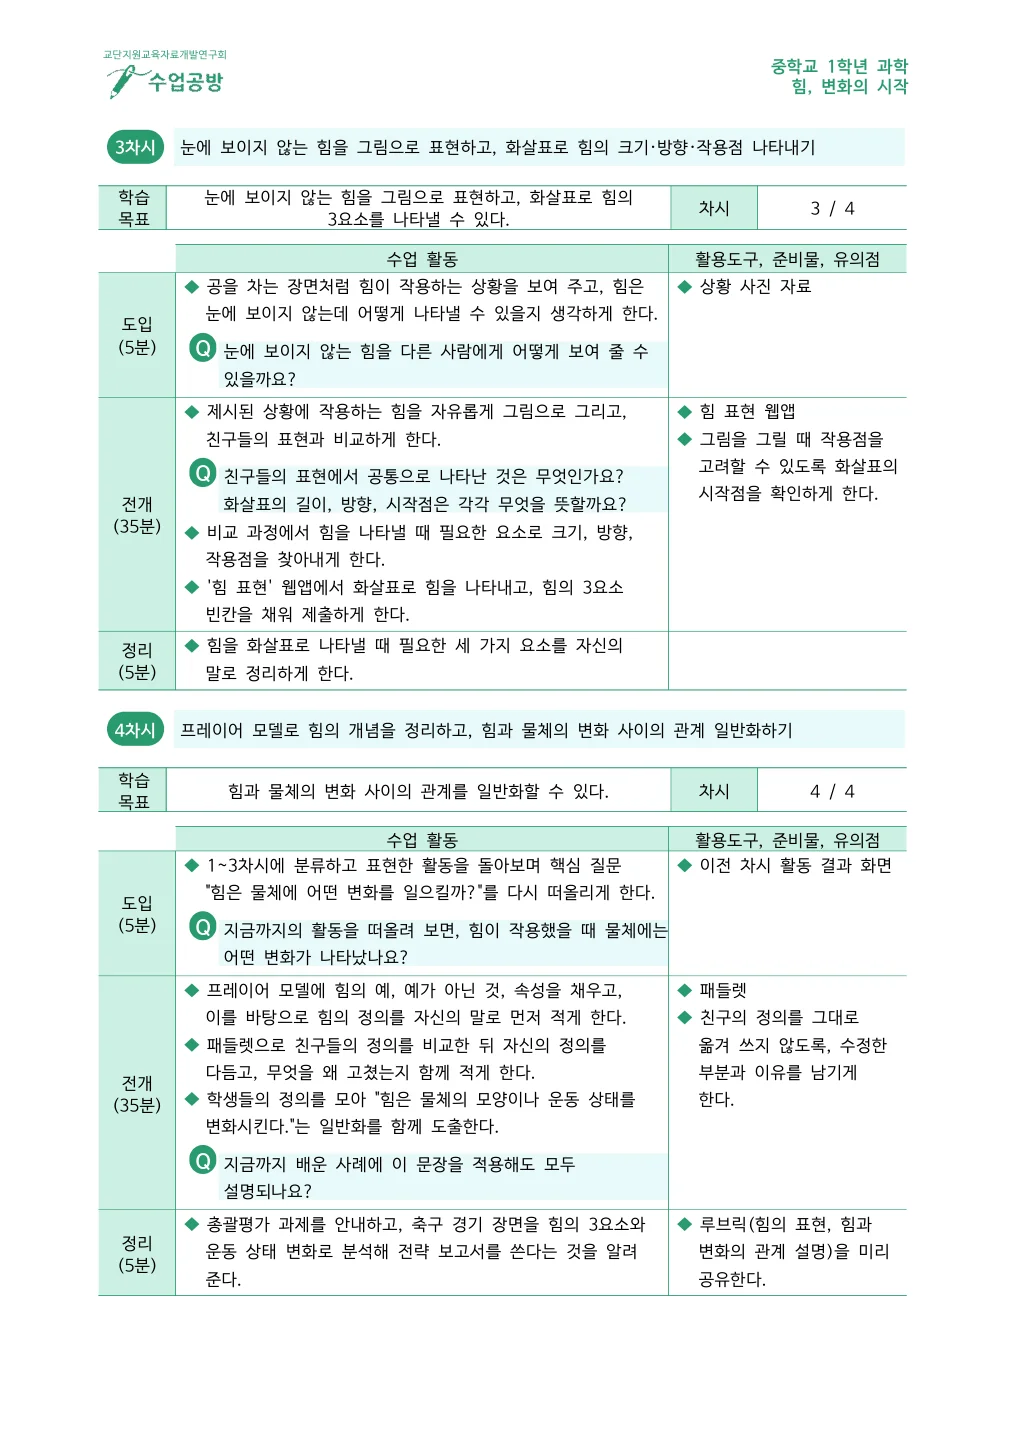 교단지원교육자료개발연구회
수업공방
중학교 1학년 과학
힘, 변화의 시작
3차시 눈에 보이지 않는 힘을 그림으로 표현하고, 화살표로 힘의 크기·방향·작용점 나타내기
학습
목표
눈에 보이지 않는 힘을 그림으로 표현하고, 화살표로 힘의
3요소를 나타낼 수 있다.
차시
3 / 4
수업 활동
활용도구, 준비물, 유의점
도입
(5분)
◆ 공을 차는 장면처럼 힘이 작용하는 상황을 보여 주고, 힘은
눈에 보이지 않는데 어떻게 나타낼 수 있을지 생각하게 한다.
Q 눈에 보이지 않는 힘을 다른 사람에게 어떻게 보여 줄 수
있을까요?
◆ 상황 사진 자료
전개
(35분)
◆ 제시된 상황에 작용하는 힘을 자유롭게 그림으로 그리고,
친구들의 표현과 비교하게 한다.
Q 친구들의 표현에서 공통으로 나타난 것은 무엇인가요?
화살표의 길이, 방향, 시작점은 각각 무엇을 뜻할까요?
◆ 비교 과정에서 힘을 나타낼 때 필요한 요소로 크기, 방향,
작용점을 찾아내게 한다.
◆ '힘 표현' 웹앱에서 화살표로 힘을 나타내고, 힘의 3요소
빈칸을 채워 제출하게 한다.
◆ 힘 표현 웹앱
◆ 그림을 그릴 때 작용점을
고려할 수 있도록 화살표의
시작점을 확인하게 한다.
정리
(5분)
◆ 힘을 화살표로 나타낼 때 필요한 세 가지 요소를 자신의
말로 정리하게 한다.
4차시 프레이어 모델로 힘의 개념을 정리하고, 힘과 물체의 변화 사이의 관계 일반화하기
학습
목표
힘과 물체의 변화 사이의 관계를 일반화할 수 있다.
차시
4 / 4
수업 활동
활용도구, 준비물, 유의점
도입
(5분)
◆ 1~3차시에 분류하고 표현한 활동을 돌아보며 핵심 질문
"힘은 물체에 어떤 변화를 일으킬까?"를 다시 떠올리게 한다.
Q 지금까지의 활동을 떠올려 보면, 힘이 작용했을 때 물체에는
어떤 변화가 나타났나요?
◆ 이전 차시 활동 결과 화면
전개
(35분)
◆ 프레이어 모델에 힘의 예, 예가 아닌 것, 속성을 채우고,
이를 바탕으로 힘의 정의를 자신의 말로 먼저 적게 한다.
◆ 패들렛으로 친구들의 정의를 비교한 뒤 자신의 정의를
다듬고, 무엇을 왜 고쳤는지 함께 적게 한다.
◆ 학생들의 정의를 모아 "힘은 물체의 모양이나 운동 상태를
변화시킨다."는 일반화를 함께 도출한다.
Q 지금까지 배운 사례에 이 문장을 적용해도 모두
설명되나요?
◆ 패들렛
◆ 친구의 정의를 그대로
옮겨 쓰지 않도록, 수정한
부분과 이유를 남기게
한다.
정리
(5분)
◆ 총괄평가 과제를 안내하고, 축구 경기 장면을 힘의 3요소와
운동 상태 변화로 분석해 전략 보고서를 쓴다는 것을 알려
준다.
◆ 루브릭(힘의 표현, 힘과
변화의 관계 설명)을 미리
공유한다.